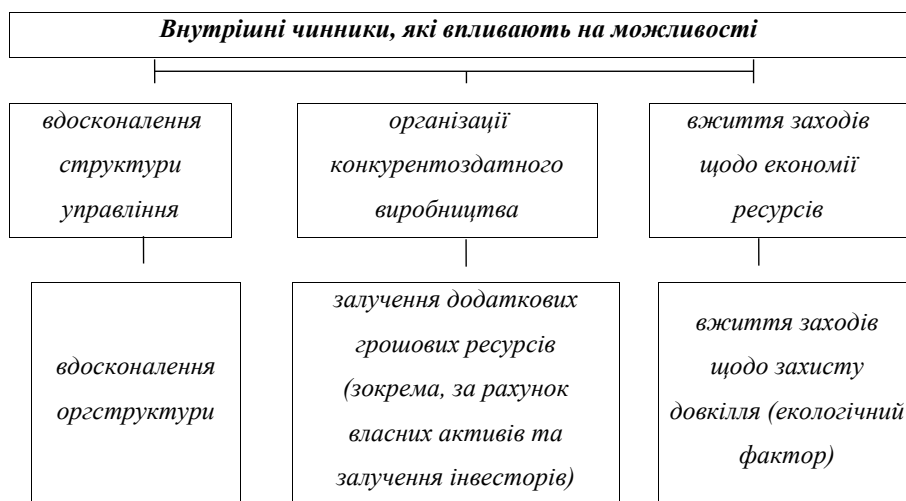 Внутрішні чинники, які впливають на можливості
вдосконалення
структури
управління
організації
конкурентоздатного
виробництва
вжиття заходів
щодо економії
ресурсів
вдосконалення
оргструктури
залучення додаткових
грошових ресурсів
(зокрема, за рахунок
власних активів та
залучення інвесторів)
вжиття заходів
щодо захисту
довкілля (екологічний
фактор)